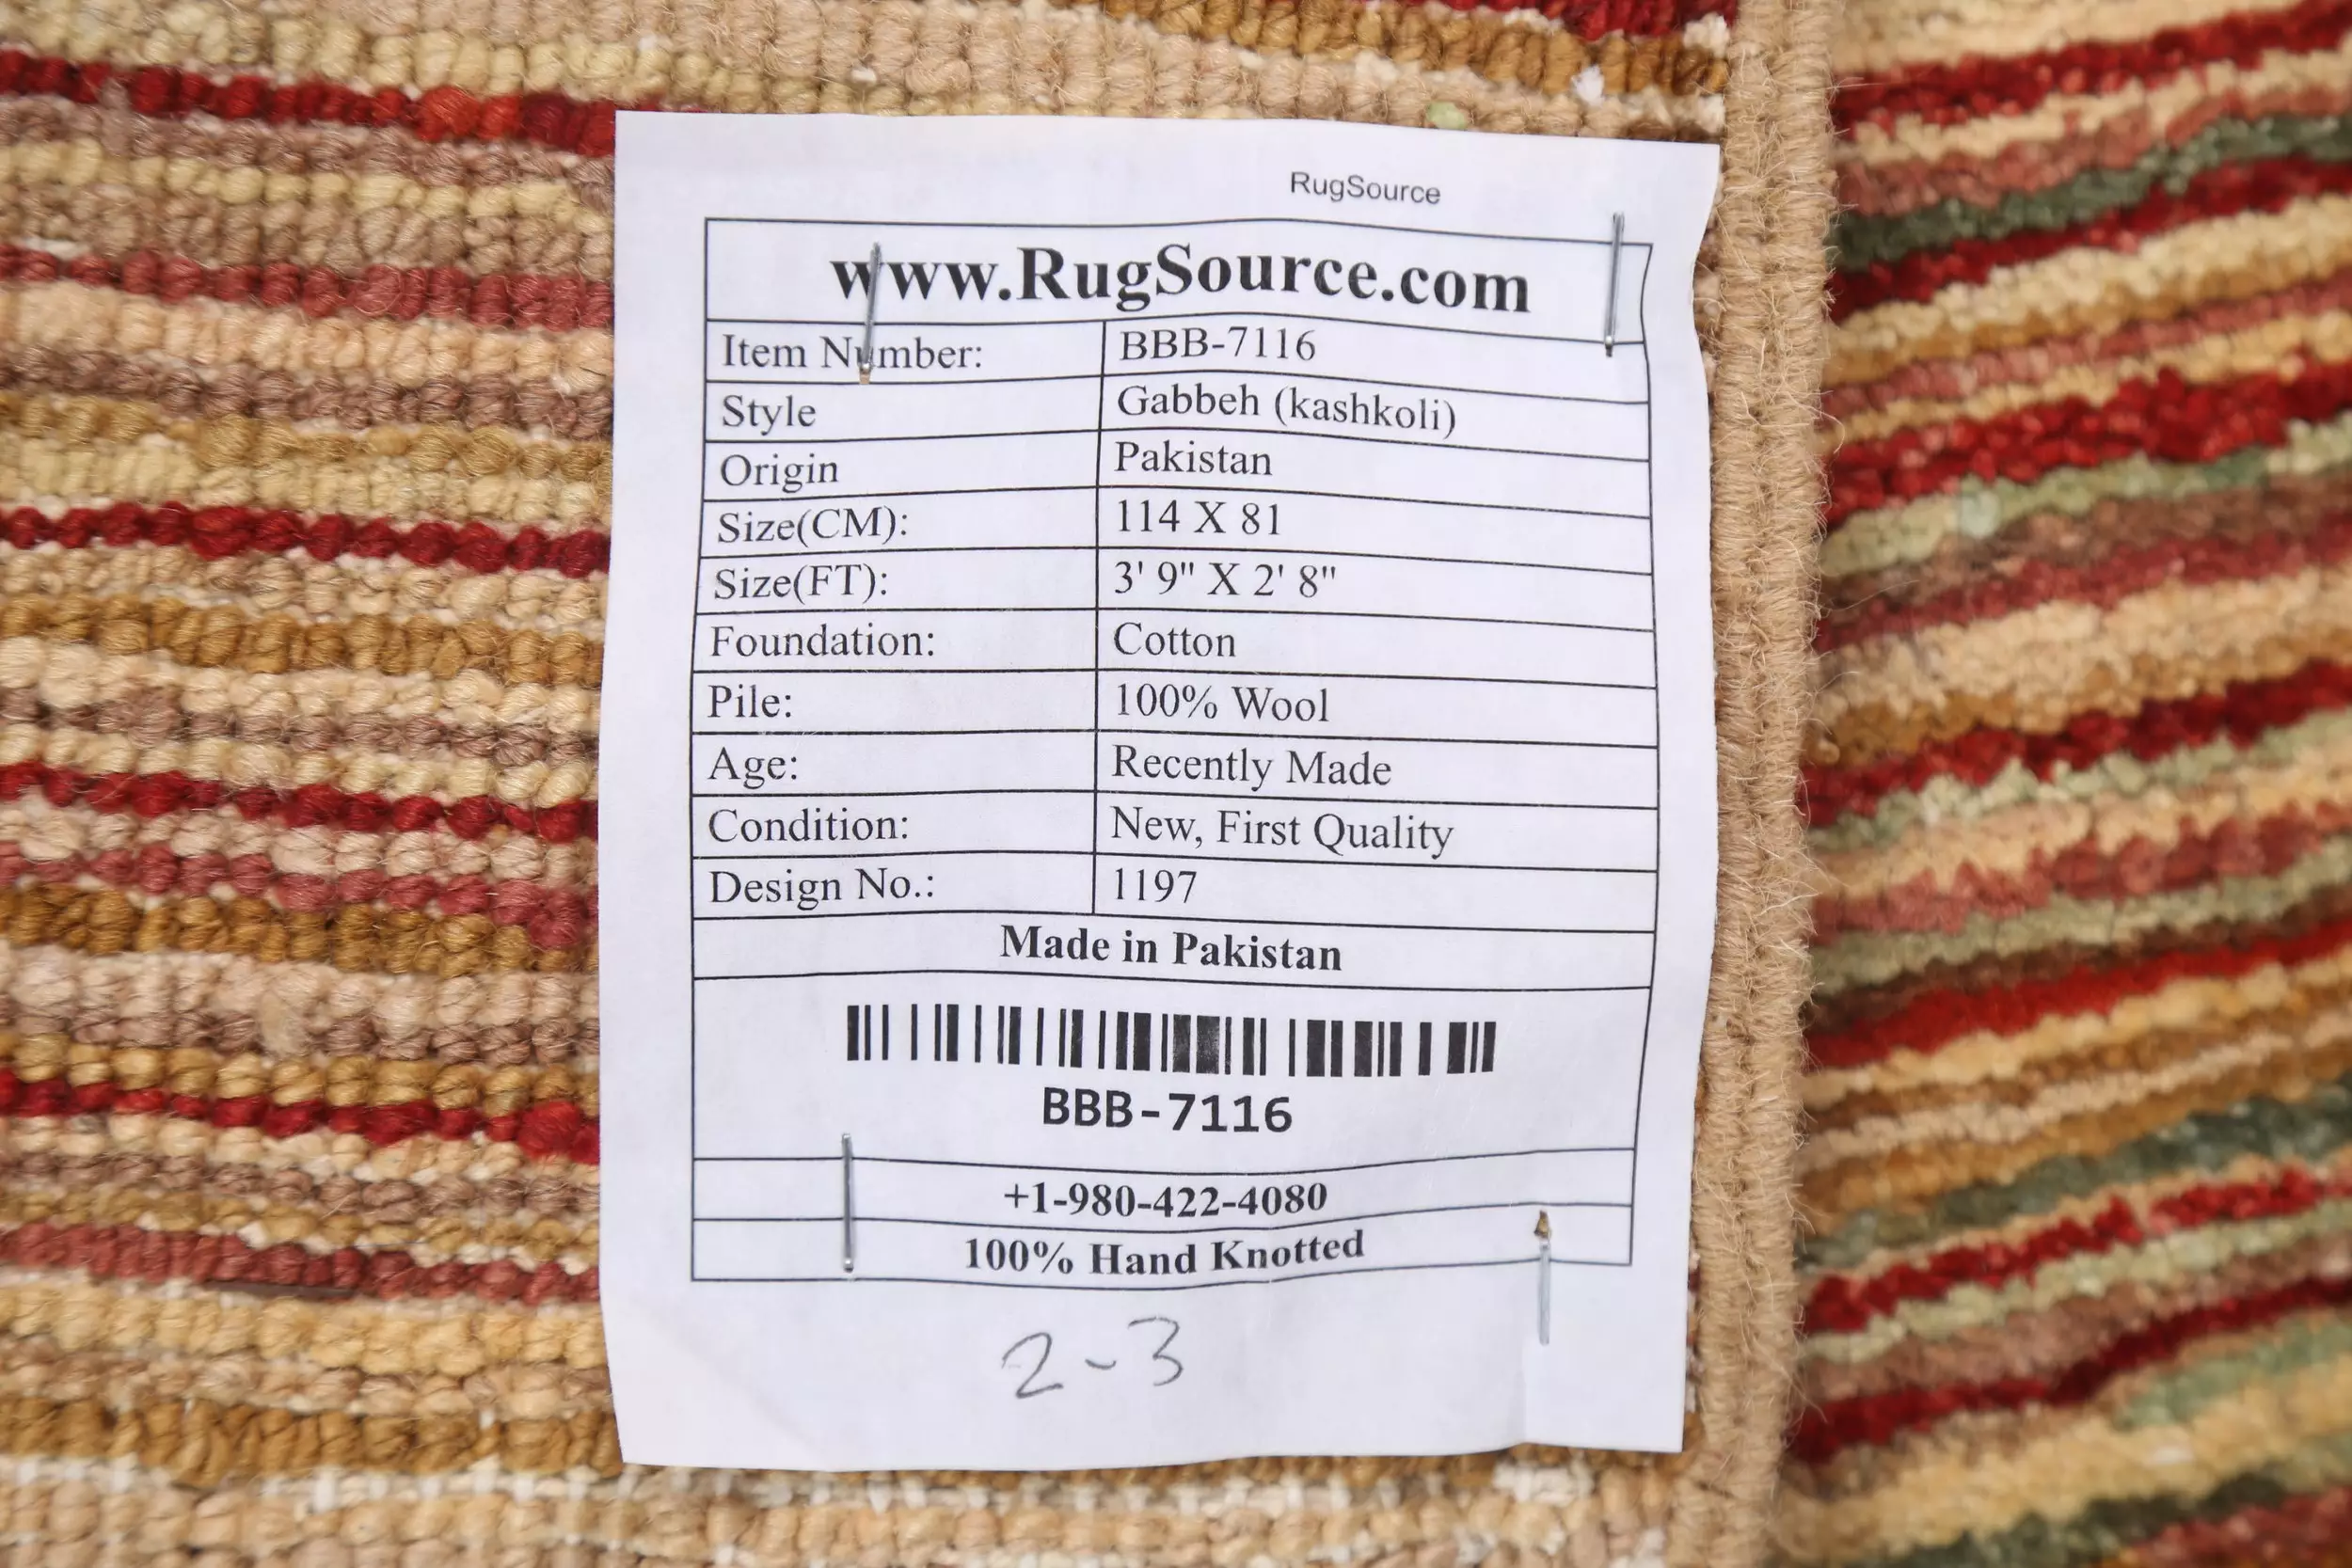 RugSource
www.RugSource.com
Item Number: BBB-7116
Style Gabbeh (kashkoli)
Origin Pakistan
Size(CM): 114 X 81
Size(FT): 3' 9" X 2' 8"
Foundation: Cotton
Pile: 100% Wool
Age: Recently Made
Condition: New, First Quality
Design No.: 1197
Made in Pakistan
BBB-7116
+1-980-422-4080
100% Hand Knotted
2-3